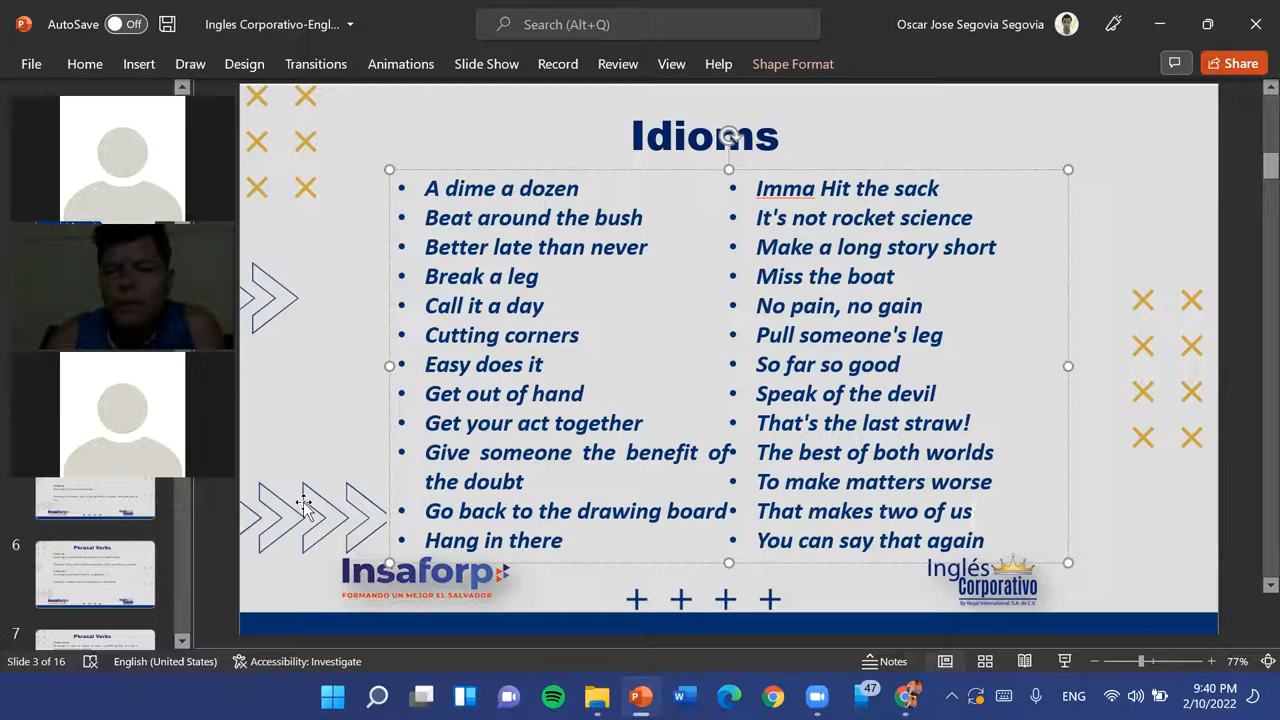 AutoSave Off
Ingles Corporativo-Engl...
Search (Alt+Q)
Oscar Jose Segovia Segovia
File Home Insert Draw Design Transitions Animations Slide Show Record Review View Help Shape Format
Share
Idioms
• A dime a dozen
• Beat around the bush
• Better late than never
• Break a leg
• Call it a day
• Cutting corners
• Easy does it
• Get out of hand
• Get your act together
• Give someone the benefit of
the doubt
• Go back to the drawing board
• Hang in there
• Imma Hit the sack
• It's not rocket science
• Make a long story short
• Miss the boat
• No pain, no gain
• Pull someone's leg
• So far so good
• Speak of the devil
• That's the last straw!
• The best of both worlds
• To make matters worse
• That makes two of us
• You can say that again
Insaforp
FORMANDO UN MEJOR EL SALVADOR
Inglés
Corporativo
By Regal International, S.A. de C.V.
6
Phrasal Verbs
7
Phrasal Verbs
Slide 3 of 16
English (United States)
Accessibility: Investigate
Notes
77%
47
ENG
9:40 PM
2/10/2022